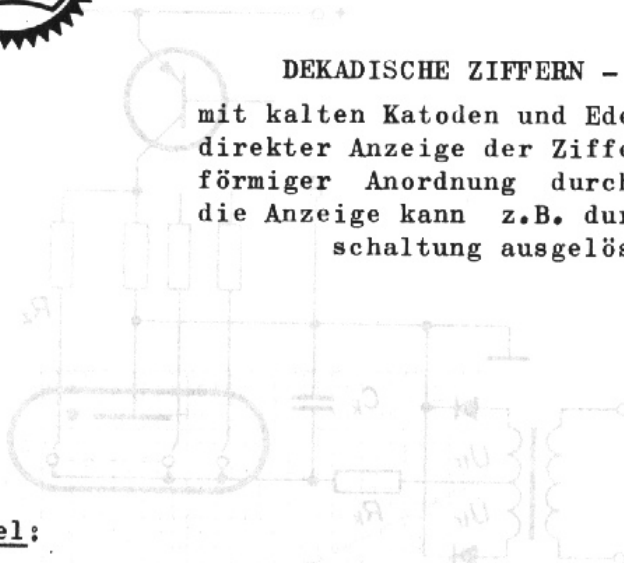 DEKADISCHE ZIFFERN –
mit kalten Katoden und Ede
direkter Anzeige der Ziffe
förmiger Anordnung durch
die Anzeige kann z.B. dur
schaltung ausgelös
el: